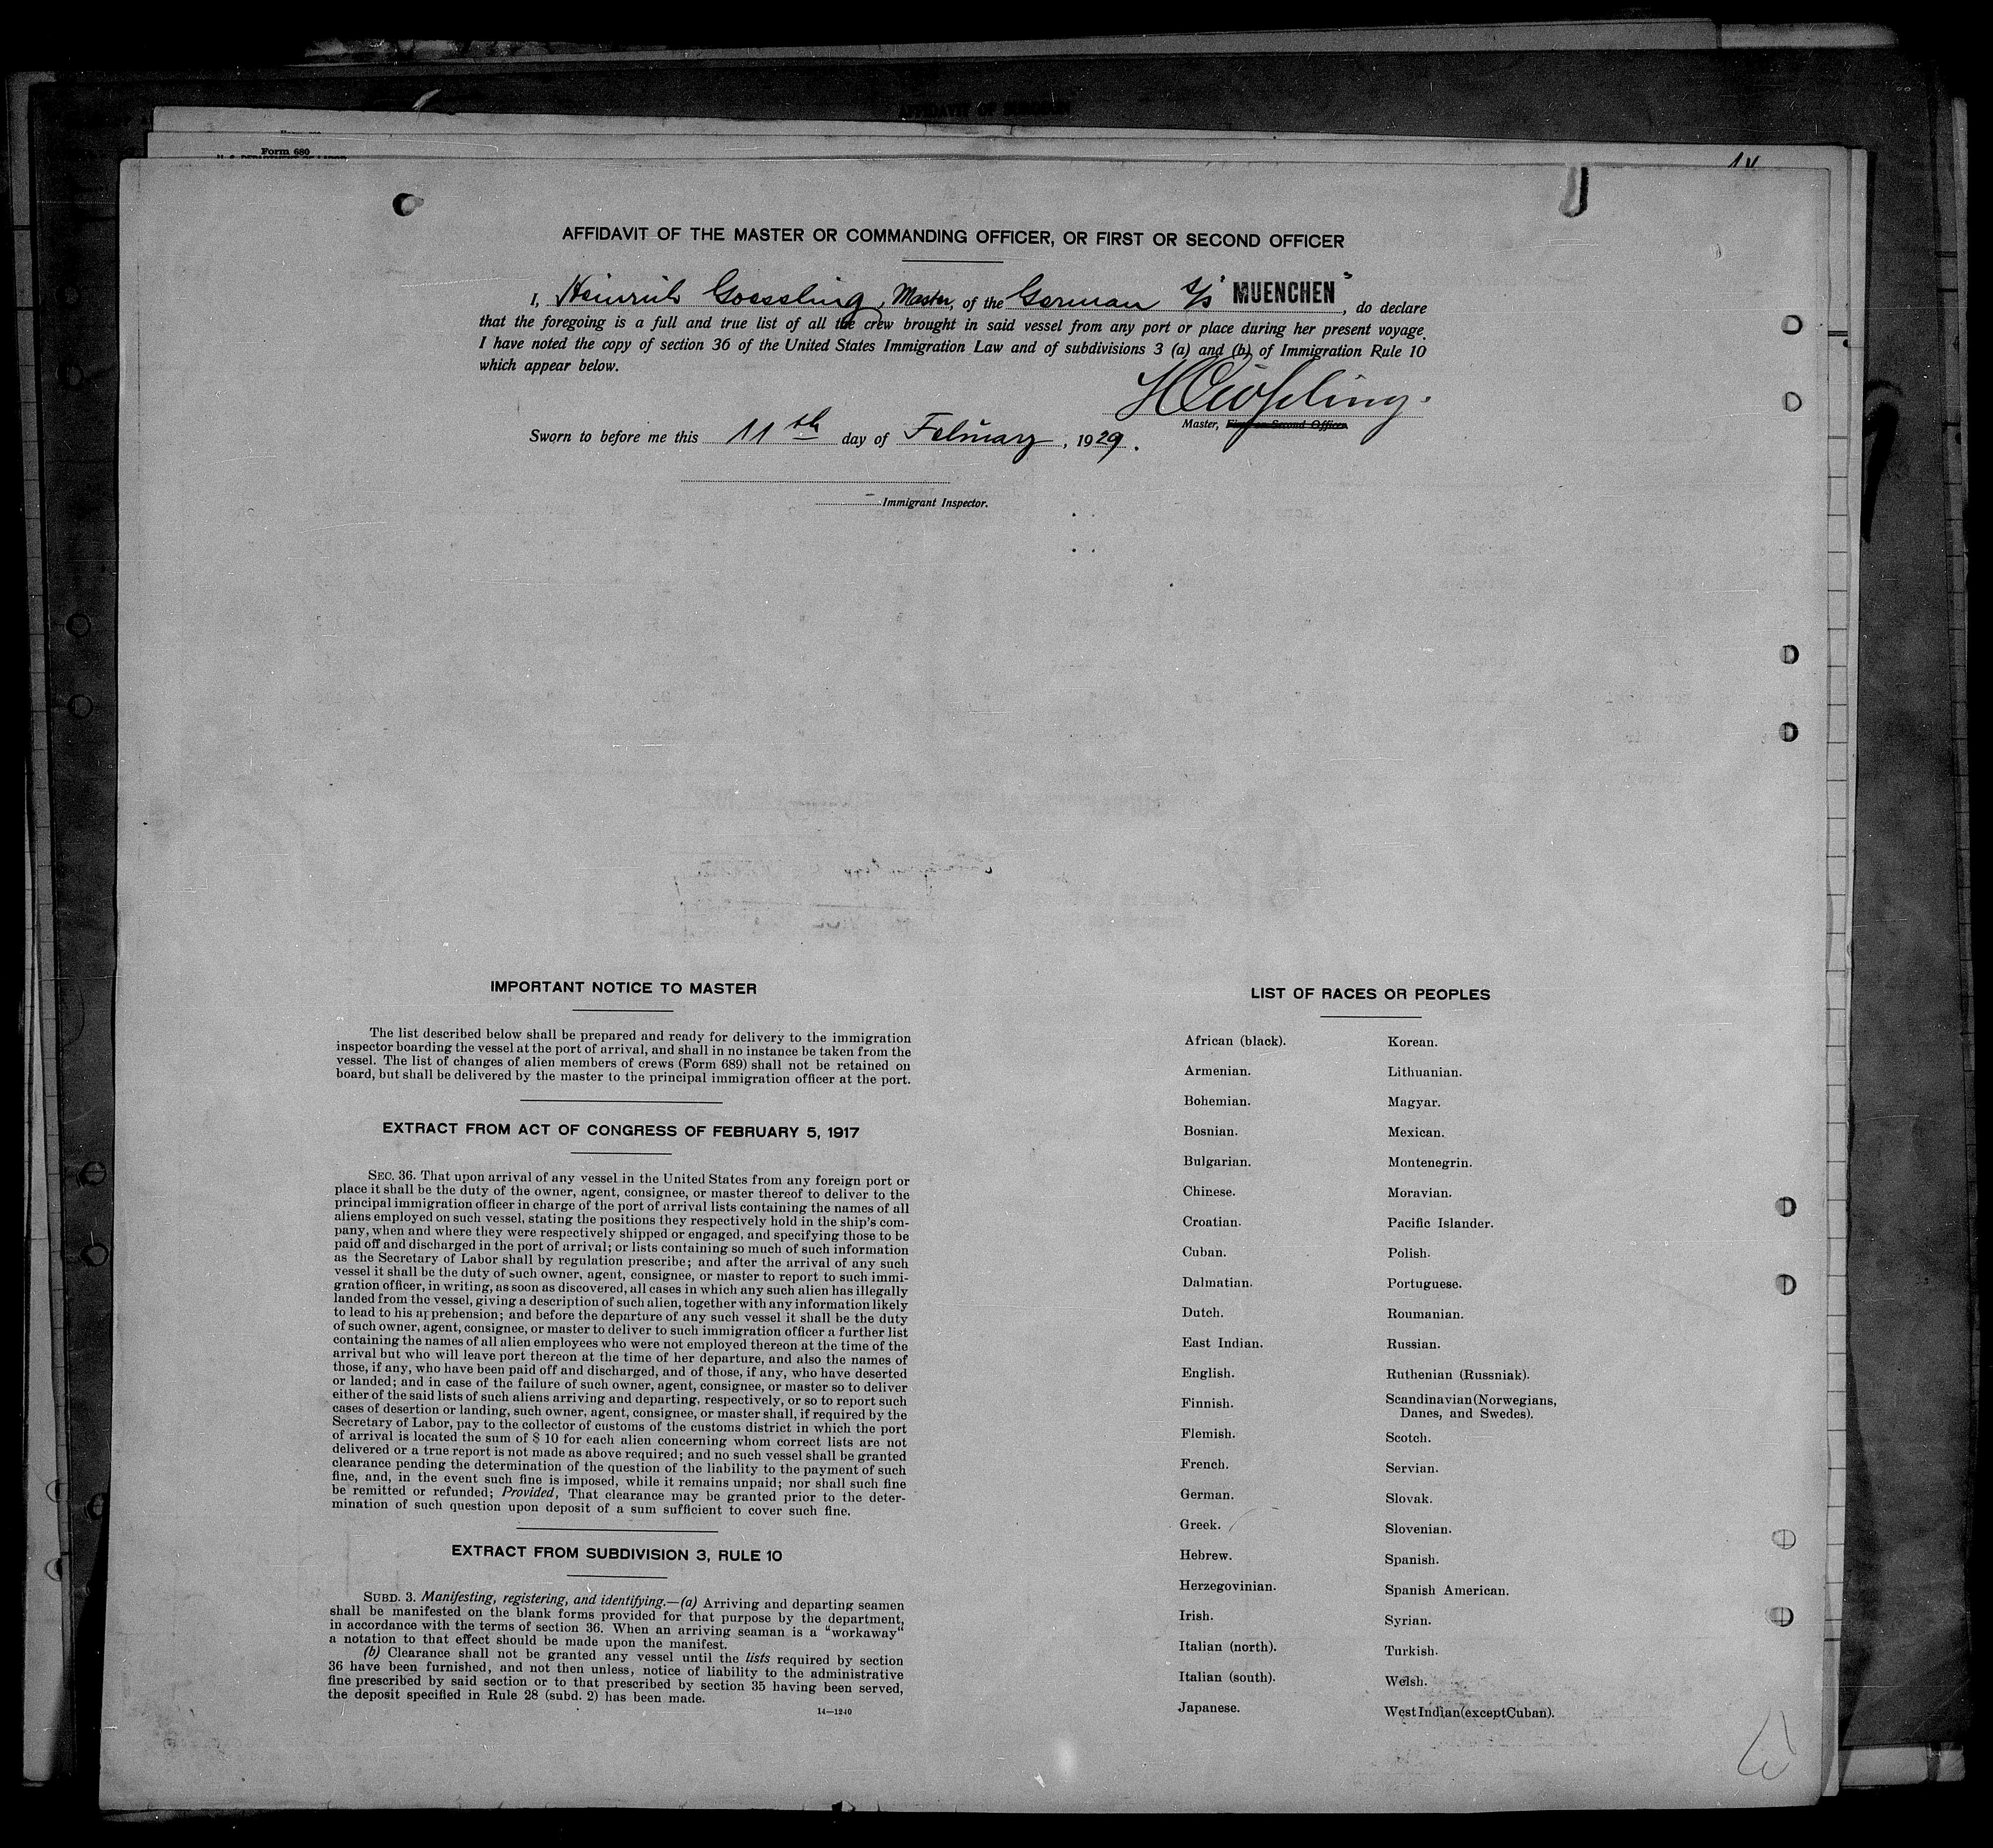 Form 680
AFFIDAVIT OF THE MASTER OR COMMANDING OFFICER, OR FIRST OR SECOND OFFICER
I, Heinrich Goessling, Master, of the German S/S "MUENCHEN", do declare
that the foregoing is a full and true list of all the crew brought in said vessel from any port or place during her present voyage.
I have noted the copy of section 36 of the United States Immigration Law and of subdivisions 3 (a) and (b) of Immigration Rule 10
which appear below.
HGoessling.
Master, First or Second Officer.
Sworn to before me this 11th day of February, 1929.
Immigrant Inspector.
IMPORTANT NOTICE TO MASTER
The list described below shall be prepared and ready for delivery to the immigration
inspector boarding the vessel at the port of arrival, and shall in no instance be taken from the
vessel. The list of changes of alien members of crews (Form 689) shall not be retained on
board, but shall be delivered by the master to the principal immigration officer at the port.
EXTRACT FROM ACT OF CONGRESS OF FEBRUARY 5, 1917
SEC. 36. That upon arrival of any vessel in the United States from any foreign port or
place it shall be the duty of the owner, agent, consignee, or master thereof to deliver to the
principal immigration officer in charge of the port of arrival lists containing the names of all
aliens employed on such vessel, stating the positions they respectively hold in the ship's com-
pany, when and where they were respectively shipped or engaged, and specifying those to be
paid off and discharged in the port of arrival; or lists containing so much of such information
as the Secretary of Labor shall by regulation prescribe; and after the arrival of any such
vessel it shall be the duty of such owner, agent, consignee, or master to report to such immi-
gration officer, in writing, as soon as discovered, all cases in which any such alien has illegally
landed from the vessel, giving a description of such alien, together with any information likely
to lead to his apprehension; and before the departure of any such vessel it shall be the duty
of such owner, agent, consignee, or master to deliver to such immigration officer a further list
containing the names of all alien employees who were not employed thereon at the time of the
arrival but who will leave port thereon at the time of her departure, and also the names of
those, if any, who have been paid off and discharged, and of those, if any, who have deserted
or landed; and in case of the failure of such owner, agent, consignee, or master so to deliver
either of the said lists of such aliens arriving and departing, respectively, or so to report such
cases of desertion or landing, such owner, agent, consignee, or master shall, if required by the
Secretary of Labor, pay to the collector of customs of the customs district in which the port
of arrival is located the sum of $ 10 for each alien concerning whom correct lists are not
delivered or a true report is not made as above required; and no such vessel shall be granted
clearance pending the determination of the question of the liability to the payment of such
fine, and, in the event such fine is imposed, while it remains unpaid; nor shall such fine
be remitted or refunded; Provided, That clearance may be granted prior to the deter-
mination of such question upon deposit of a sum sufficient to cover such fine.
EXTRACT FROM SUBDIVISION 3, RULE 10
SUBD. 3. Manifesting, registering, and identifying.—(a) Arriving and departing seamen
shall be manifested on the blank forms provided for that purpose by the department,
in accordance with the terms of section 36. When an arriving seaman is a "workaway"
a notation to that effect should be made upon the manifest.
(b) Clearance shall not be granted any vessel until the lists required by section
36 have been furnished, and not then unless, notice of liability to the administrative
fine prescribed by said section or to that prescribed by section 35 having been served,
the deposit specified in Rule 28 (subd. 2) has been made.
14—1240
LIST OF RACES OR PEOPLES
African (black).
Armenian.
Bohemian.
Bosnian.
Bulgarian.
Chinese.
Croatian.
Cuban.
Dalmatian.
Dutch.
East Indian.
English.
Finnish.
Flemish.
French.
German.
Greek.
Hebrew.
Herzegovinian.
Irish.
Italian (north).
Italian (south).
Japanese.
Korean.
Lithuanian.
Magyar.
Mexican.
Montenegrin.
Moravian.
Pacific Islander.
Polish.
Portuguese.
Roumanian.
Russian.
Ruthenian (Russniak).
Scandinavian (Norwegians,
Danes, and Swedes).
Scotch.
Servian.
Slovak.
Slovenian.
Spanish.
Spanish American.
Syrian.
Turkish.
Welsh.
West Indian (except Cuban).